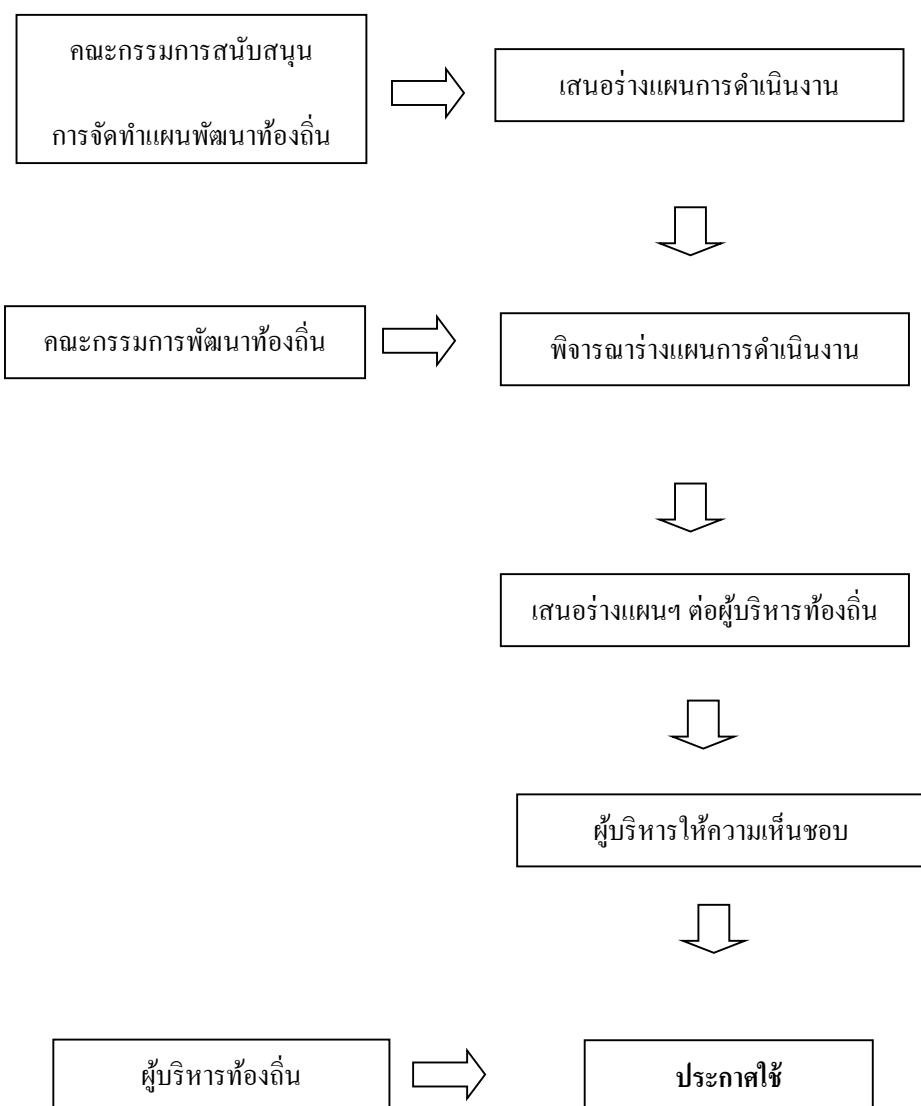 คณะกรรมการสนับสนุน
การจัดทำแผนพัฒนาท้องถิ่น
เสนอร่างแผนการดำเนินงาน
คณะกรรมการพัฒนาท้องถิ่น
พิจารณาร่างแผนการดำเนินงาน
เสนอร่างแผนฯ ต่อผู้บริหารท้องถิ่น
ผู้บริหารให้ความเห็นชอบ
ผู้บริหารท้องถิ่น
ประกาศใช้